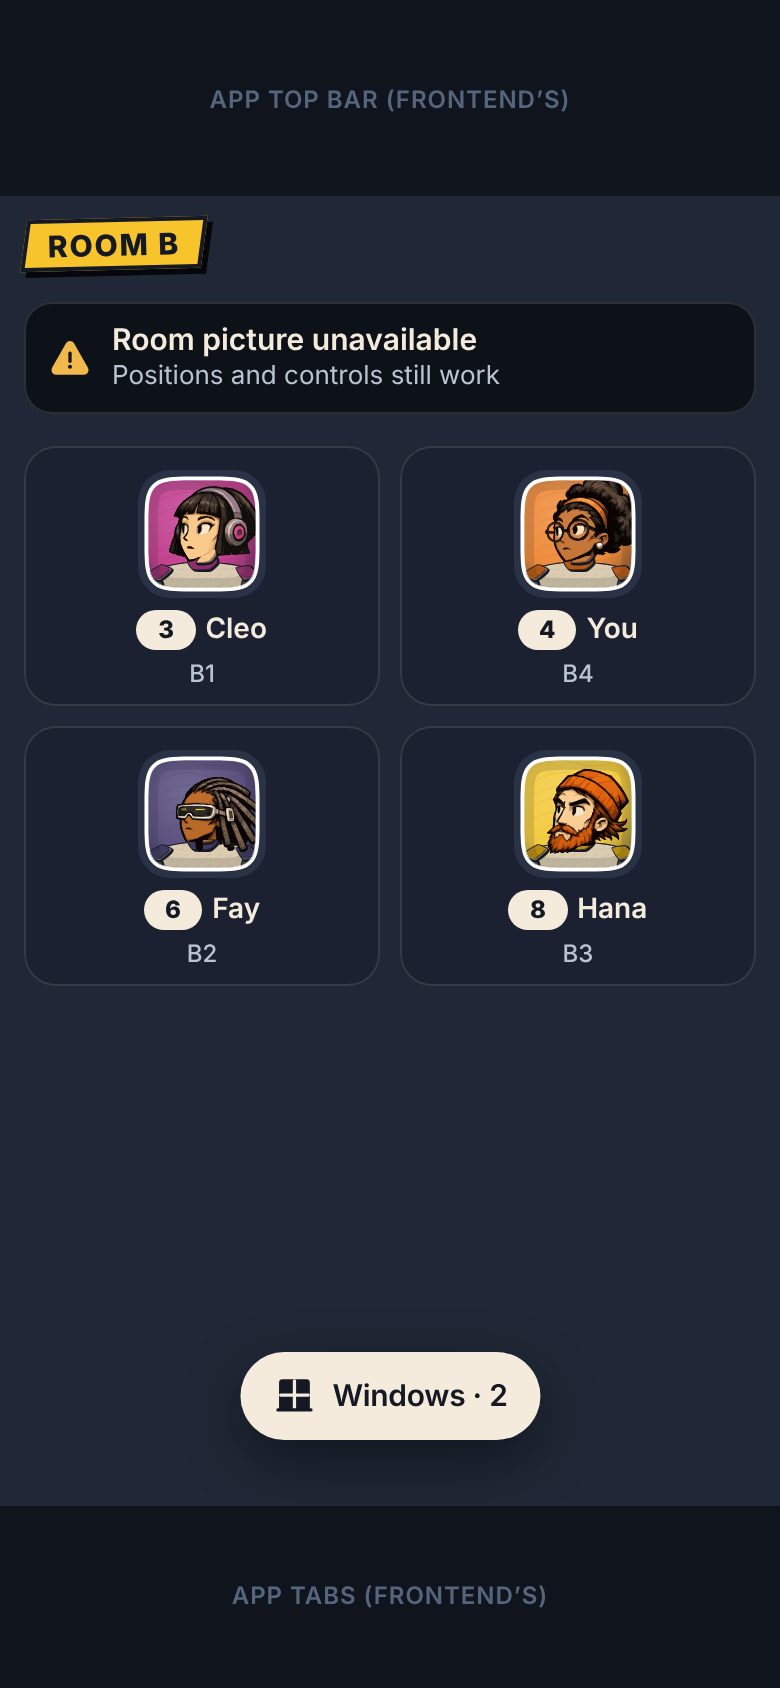 APP TOP BAR (FRONTEND’S)
ROOM B
Room picture unavailable
Positions and controls still work
3 Cleo
B1
4 You
B4
6 Fay
B2
8 Hana
B3
Windows · 2
APP TABS (FRONTEND’S)